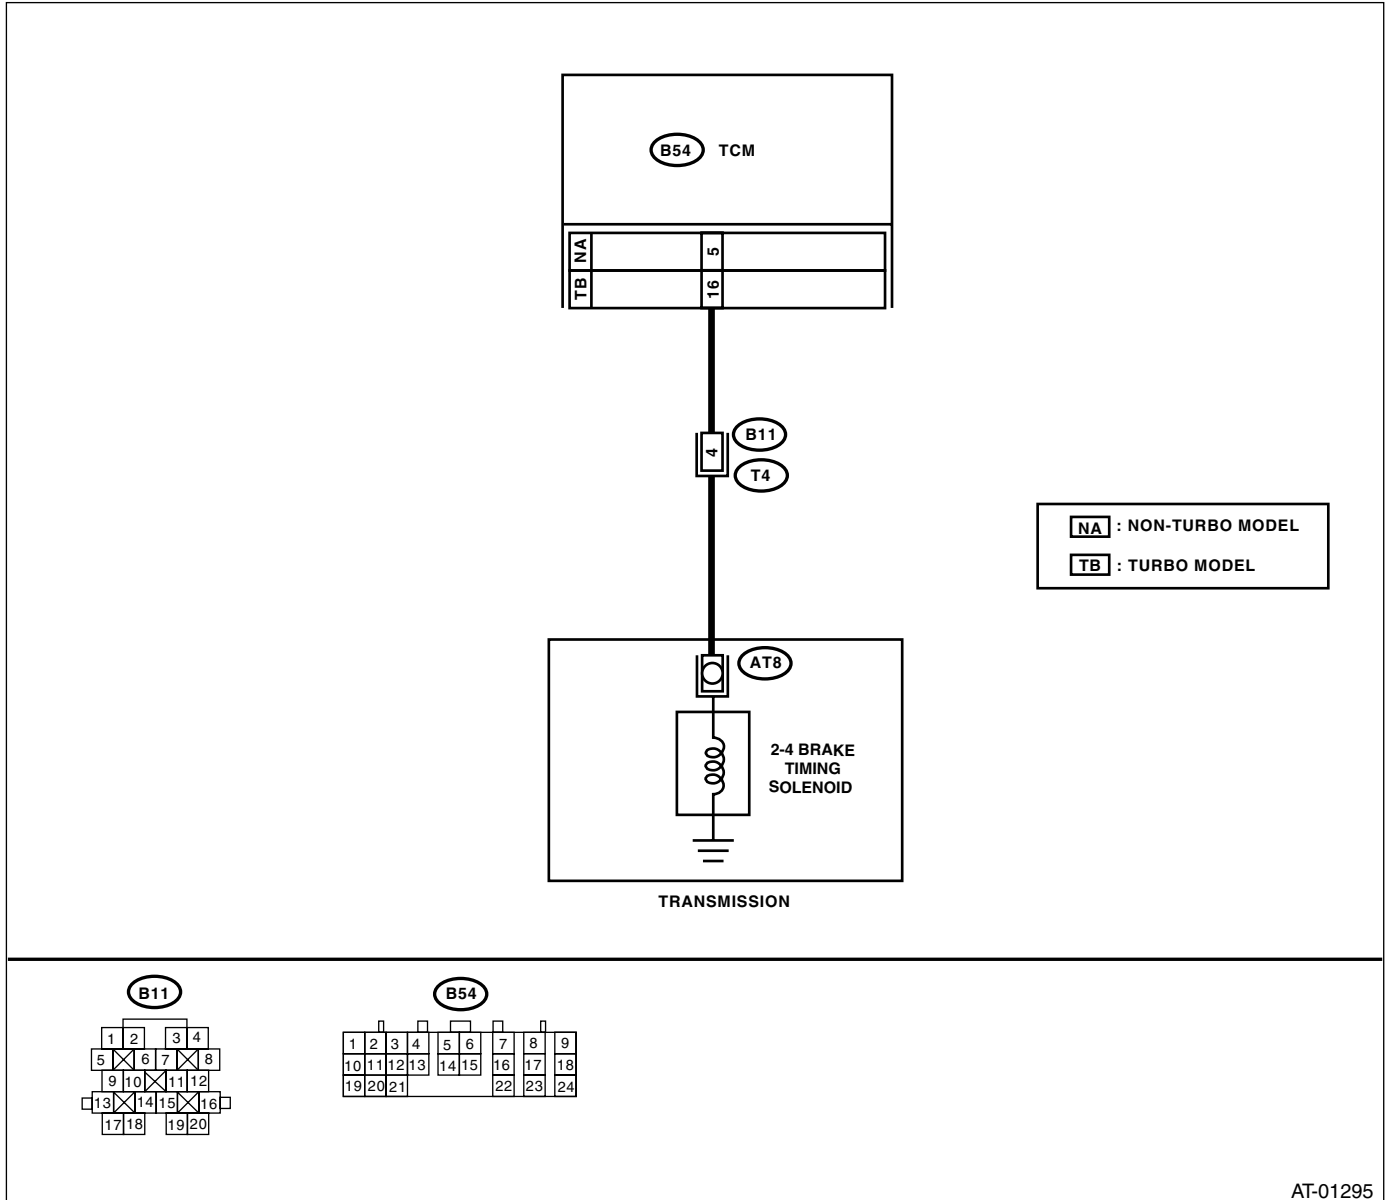 B54 TCM
NA 5
TB 16
B11
4
T4
NA : NON-TURBO MODEL
TB : TURBO MODEL
AT8
2-4 BRAKE
TIMING
SOLENOID
TRANSMISSION
B11
1 2 3 4
5 6 7 8
9 10 11 12
13 14 15 16
17 18 19 20
B54
1 2 3 4 5 6 7 8 9
10 11 12 13 14 15 16 17 18
19 20 21 22 23 24
AT-01295